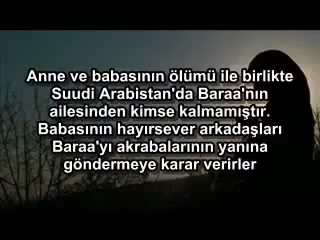 Anne ve babasının ölümü ile birlikte
Suudi Arabistan'da Baraa'nın
ailesinden kimse kalmamıştır.
Babasının hayırsever arkadaşları
Baraa'yı akrabalarının yanına
göndermeye karar verirler